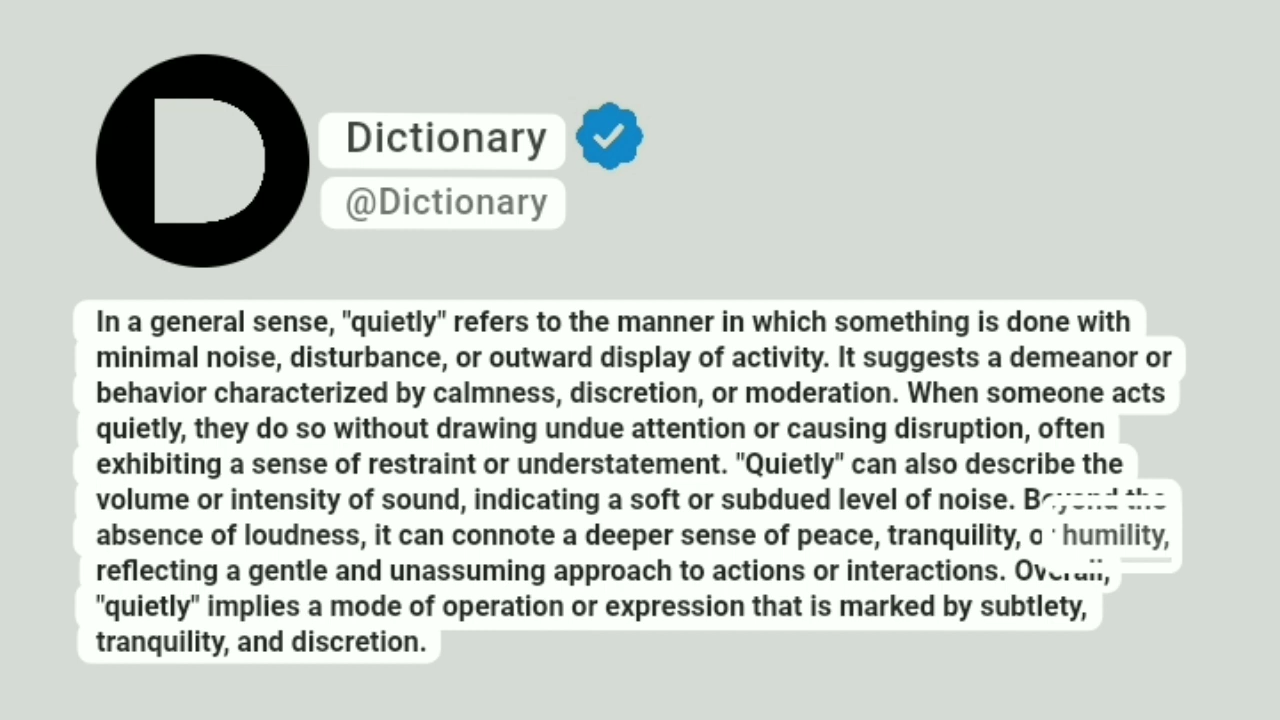 Dictionary
@Dictionary
In a general sense, "quietly" refers to the manner in which something is done with
minimal noise, disturbance, or outward display of activity. It suggests a demeanor or
behavior characterized by calmness, discretion, or moderation. When someone acts
quietly, they do so without drawing undue attention or causing disruption, often
exhibiting a sense of restraint or understatement. "Quietly" can also describe the
volume or intensity of sound, indicating a soft or subdued level of noise. Beyond the
absence of loudness, it can connote a deeper sense of peace, tranquility, or humility,
reflecting a gentle and unassuming approach to actions or interactions. Overall,
"quietly" implies a mode of operation or expression that is marked by subtlety,
tranquility, and discretion.